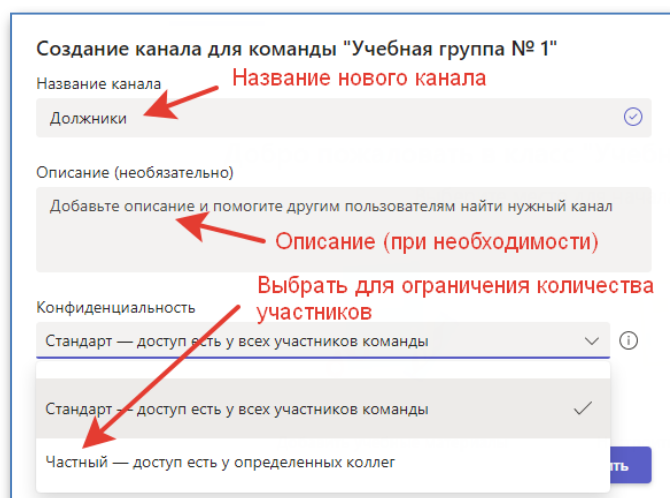 Создание канала для команды "Учебная группа № 1"
Название канала
Название нового канала
Должники
Описание (необязательно)
Добавьте описание и помогите другим пользователям найти нужный канал
Описание (при необходимости)
Выбрать для ограничения количества
участников
Конфиденциальность
Стандарт — доступ есть у всех участников команды
Стандарт — доступ есть у всех участников команды
Частный — доступ есть у определенных коллег
ть